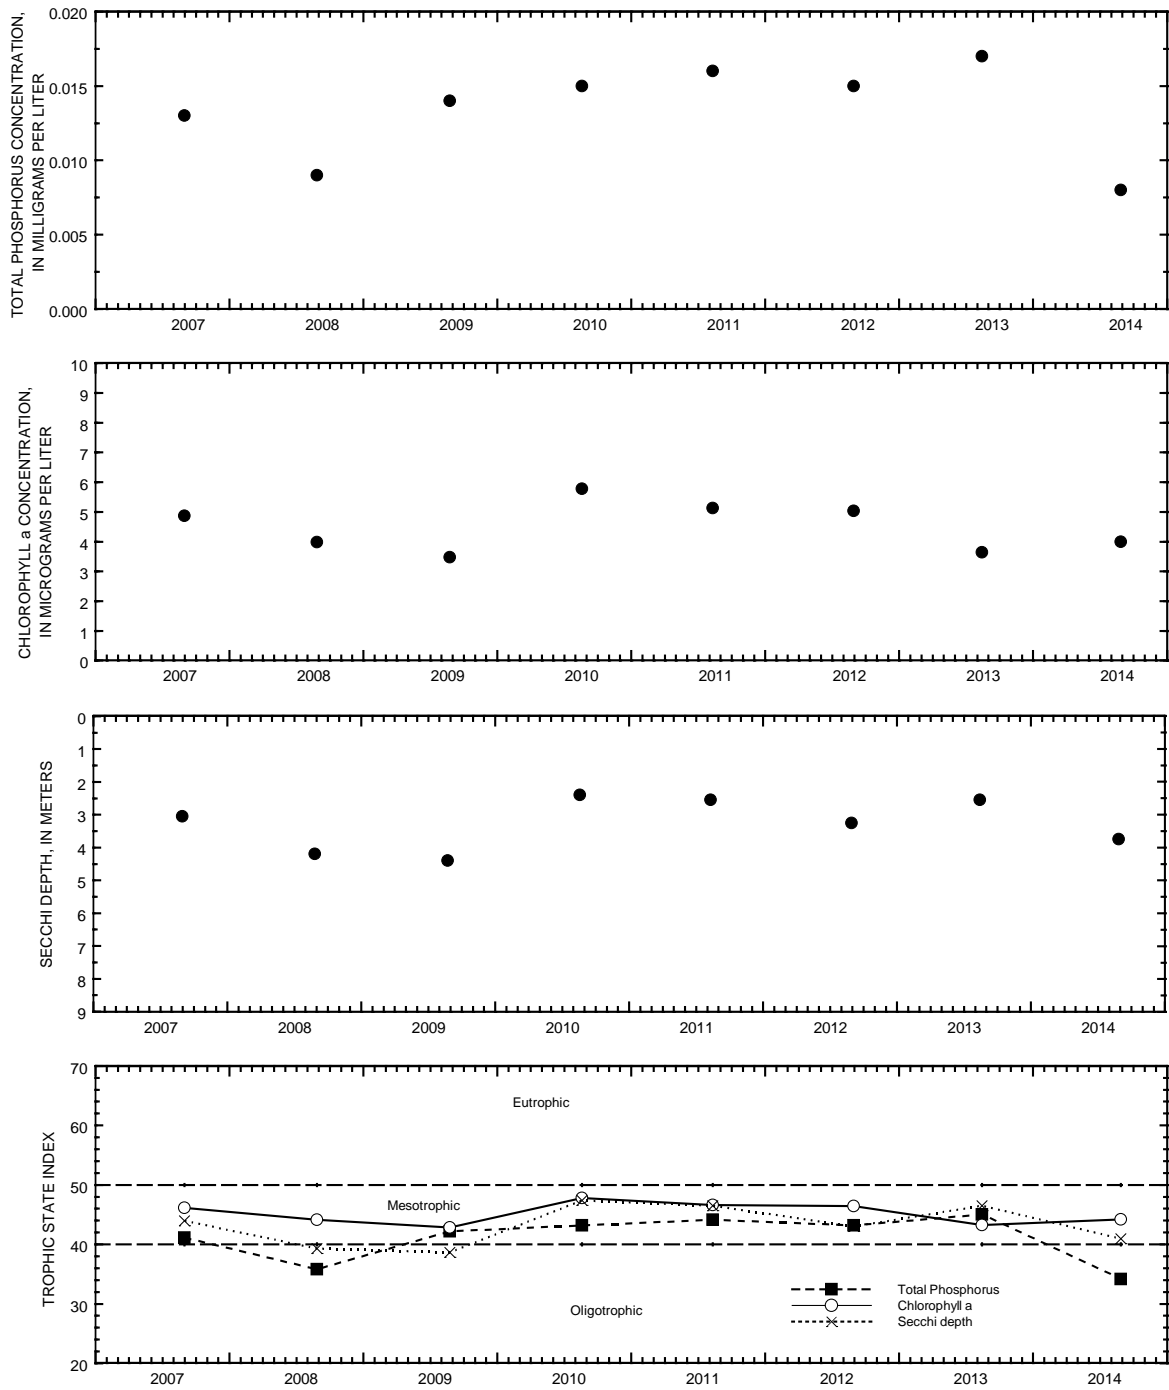 TOTAL PHOSPHORUS CONCENTRATION,
IN MILLIGRAMS PER LITER
0.020
0.015
0.010
0.005
0.000
2007 2008 2009 2010 2011 2012 2013 2014
CHLOROPHYLL a CONCENTRATION,
IN MICROGRAMS PER LITER
10
9
8
7
6
5
4
3
2
1
0
2007 2008 2009 2010 2011 2012 2013 2014
SECCHI DEPTH, IN METERS
0
1
2
3
4
5
6
7
8
9
2007 2008 2009 2010 2011 2012 2013 2014
TROPHIC STATE INDEX
70
60
50
40
30
20
Eutrophic
Mesotrophic
Oligotrophic
Total Phosphorus
Chlorophyll a
Secchi depth
2007 2008 2009 2010 2011 2012 2013 2014